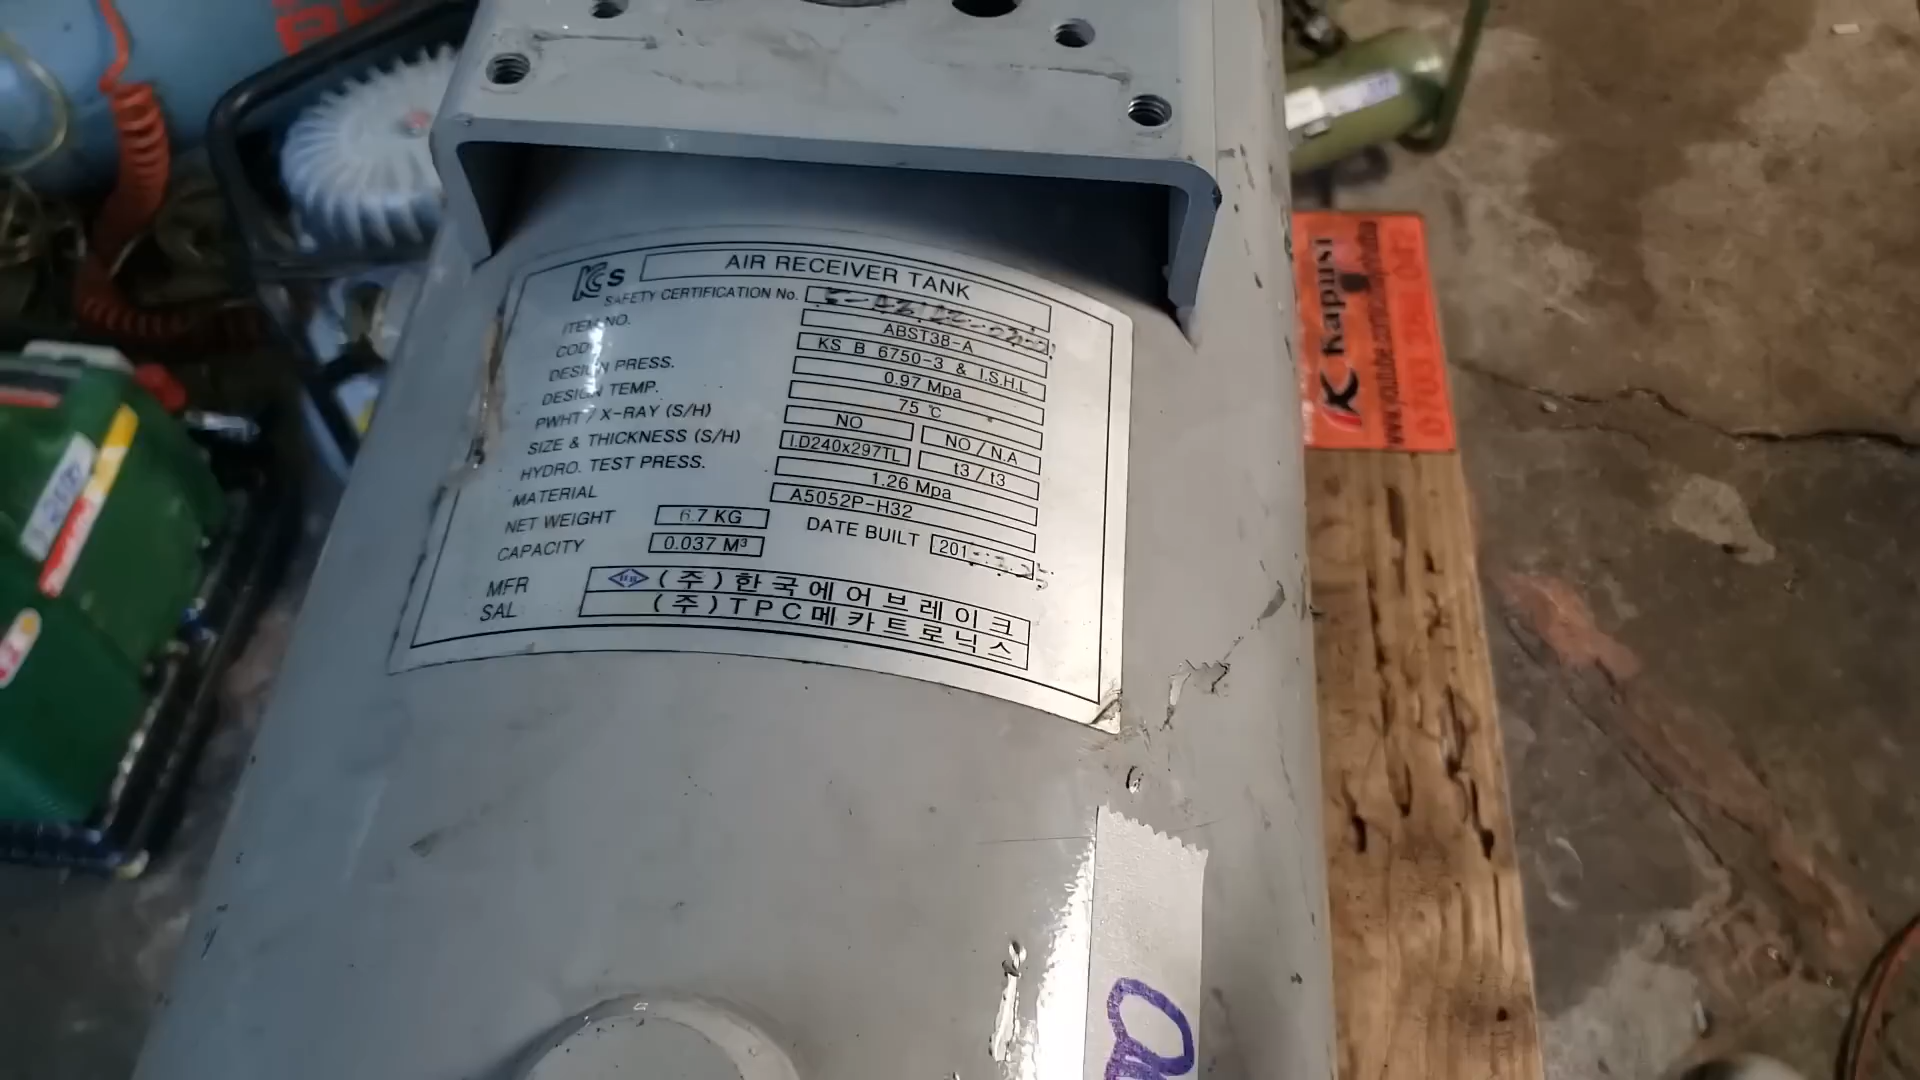 KCs AIR RECEIVER TANK
SAFETY CERTIFICATION No.
ITEM NO. ABST38-A
CODE KS B 6750-3 & I.S.H.L
DESIGN PRESS. 0.97 Mpa
DESIGN TEMP. 75 ℃
PWHT / X-RAY (S/H) NO NO / N.A
SIZE & THICKNESS (S/H) I.D240x297TL t3 / t3
HYDRO. TEST PRESS. 1.26 Mpa
MATERIAL A5052P-H32
NET WEIGHT 6.7 KG DATE BUILT
CAPACITY 0.037 M³
MFR (주)한국에어브레이크
SAL (주)TPC메카트로닉스
K Kapusi